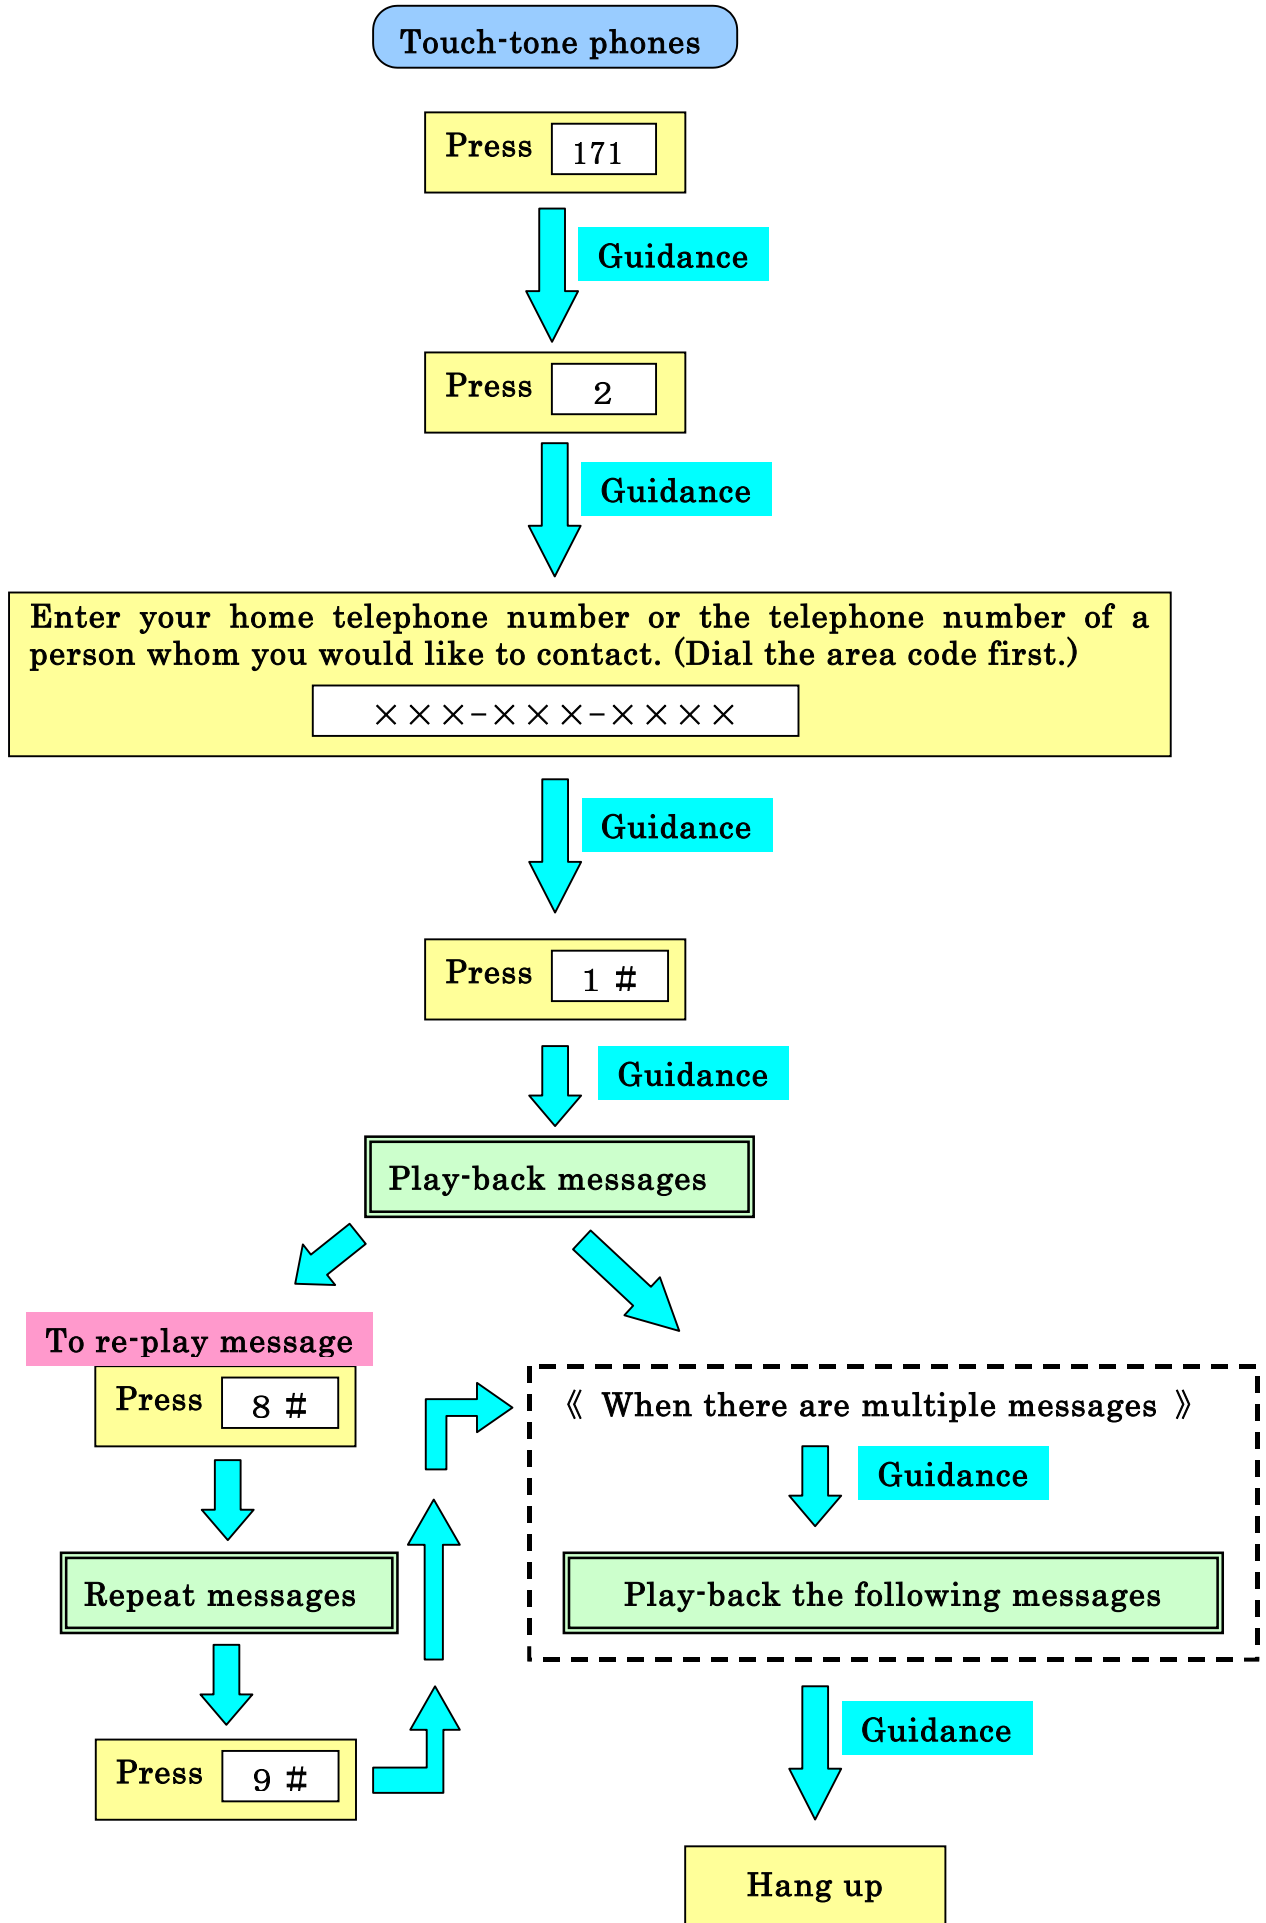 Touch-tone phones
Press 171
Guidance
Press 2
Guidance
Enter your home telephone number or the telephone number of a
person whom you would like to contact. (Dial the area code first.)
×××−×××−××××
Guidance
Press 1 #
Guidance
Play-back messages
To re-play message
Press 8 #
Repeat messages
Press 9 #
《 When there are multiple messages 》
Guidance
Play-back the following messages
Guidance
Hang up